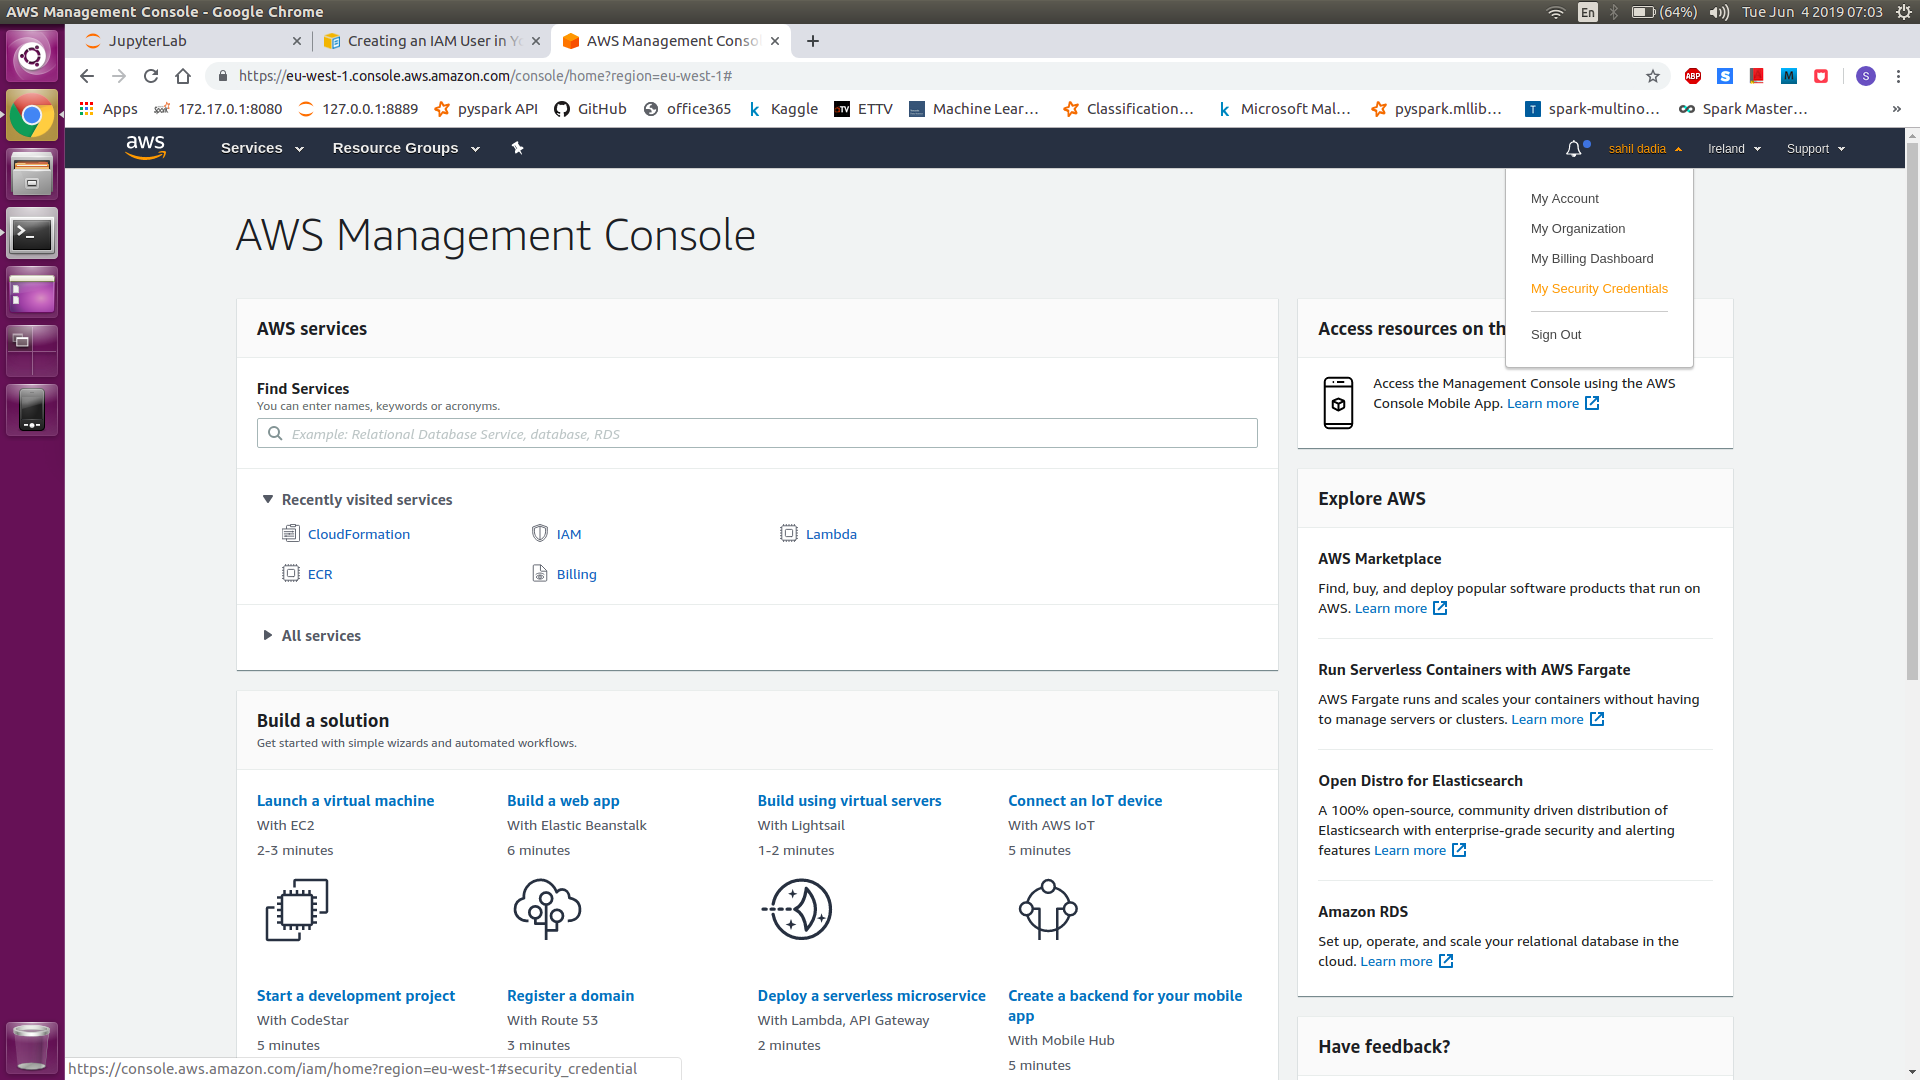 AWS Management Console - Google Chrome
En
(64%)
Tue Jun 4 2019 07:03
JupyterLab
Creating an IAM User in Yo
AWS Management Conso
https://eu-west-1.console.aws.amazon.com/console/home?region=eu-west-1#
ABP
S
M
S
Apps
172.17.0.1:8080
127.0.0.1:8889
pyspark API
GitHub
office365
Kaggle
ETTV
Machine Lear…
Classification…
Microsoft Mal…
pyspark.mllib…
spark-multino…
Spark Master…
»
aws
Services
Resource Groups
sahil dadia
Ireland
Support
My Account
My Organization
My Billing Dashboard
My Security Credentials
Sign Out
AWS Management Console
AWS services
Find Services
You can enter names, keywords or acronyms.
Example: Relational Database Service, database, RDS
Recently visited services
CloudFormation
IAM
Lambda
ECR
Billing
All services
Build a solution
Get started with simple wizards and automated workflows.
Launch a virtual machine
With EC2
2-3 minutes
Build a web app
With Elastic Beanstalk
6 minutes
Build using virtual servers
With Lightsail
1-2 minutes
Connect an IoT device
With AWS IoT
5 minutes
Start a development project
With CodeStar
5 minutes
Register a domain
With Route 53
3 minutes
Deploy a serverless microservice
With Lambda, API Gateway
2 minutes
Create a backend for your mobile
app
With Mobile Hub
5 minutes
Access resources on th
Access the Management Console using the AWS
Console Mobile App. Learn more
Explore AWS
AWS Marketplace
Find, buy, and deploy popular software products that run on
AWS. Learn more
Run Serverless Containers with AWS Fargate
AWS Fargate runs and scales your containers without having
to manage servers or clusters. Learn more
Open Distro for Elasticsearch
A 100% open-source, community driven distribution of
Elasticsearch with enterprise-grade security and alerting
features Learn more
Amazon RDS
Set up, operate, and scale your relational database in the
cloud. Learn more
Have feedback?
https://console.aws.amazon.com/iam/home?region=eu-west-1#security_credential